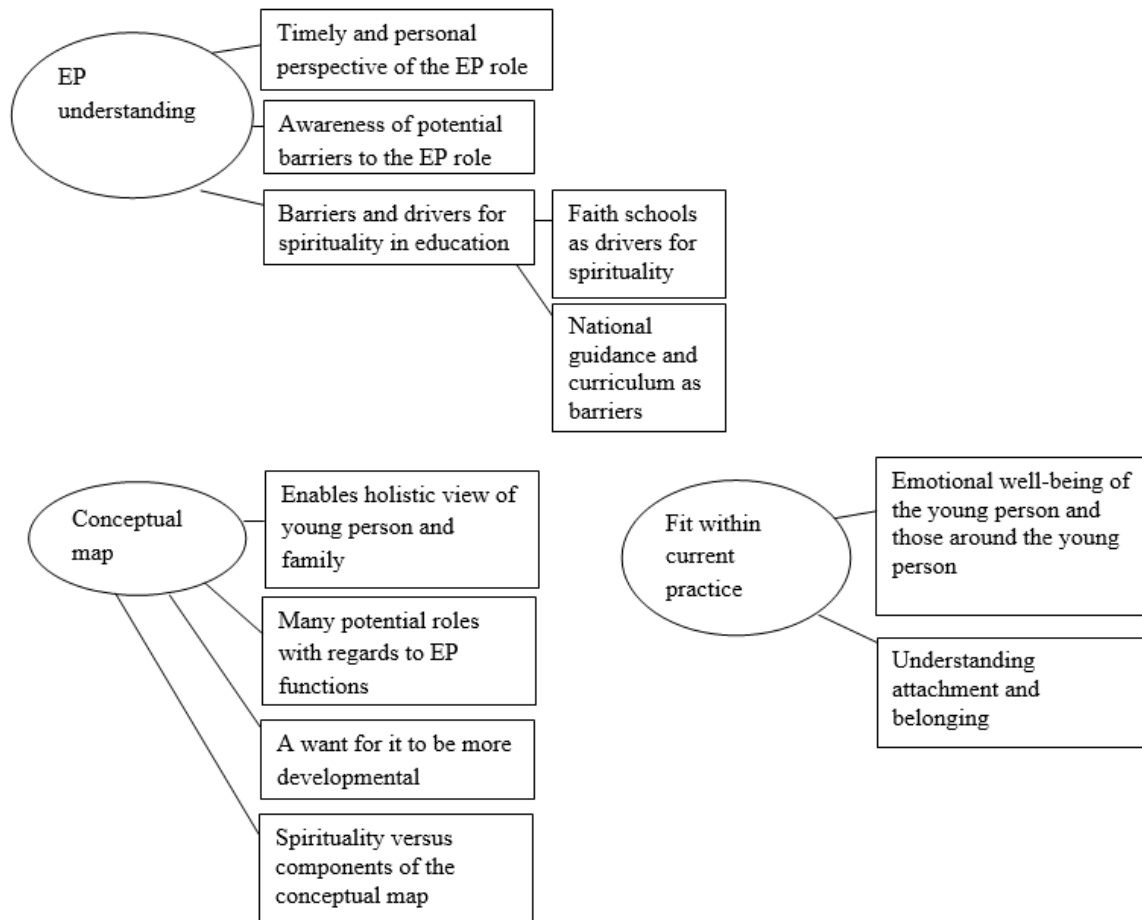 EP
understanding
Timely and personal
perspective of the EP role
Awareness of potential
barriers to the EP role
Barriers and drivers for
spirituality in education
Faith schools
as drivers for
spirituality
National
guidance and
curriculum as
barriers
Conceptual
map
Enables holistic view of
young person and
family
Many potential roles
with regards to EP
functions
A want for it to be more
developmental
Spirituality versus
components of the
conceptual map
Fit within
current
practice
Emotional well-being of
the young person and
those around the young
person
Understanding
attachment and
belonging